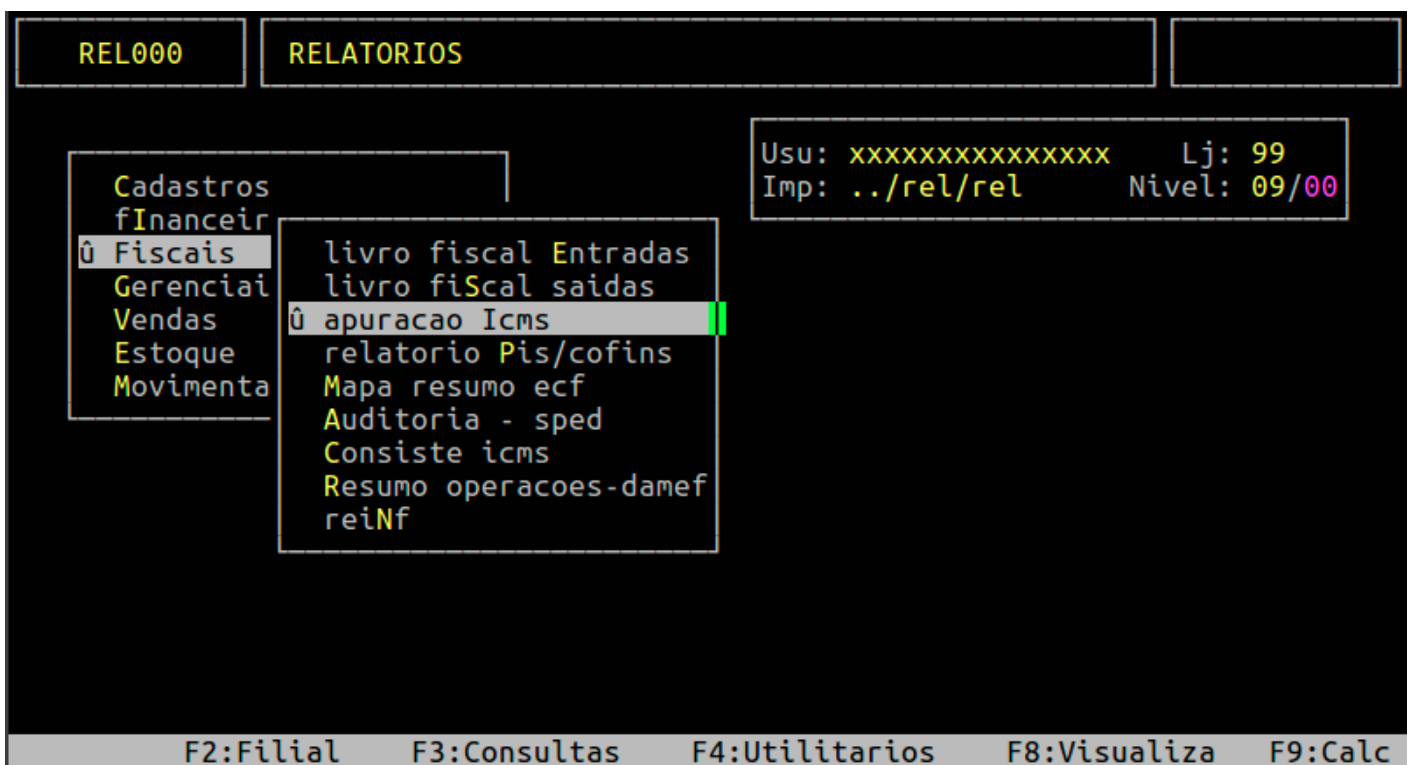 REL000 RELATORIOS
Usu: xxxxxxxxxxxxxxx Lj: 99
Imp: ../rel/rel Nivel: 09/00
Cadastros
fInanceir
û Fiscais
Gerenciai
Vendas
Estoque
Movimenta
livro fiscal Entradas
livro fiScal saidas
û apuracao Icms
relatorio Pis/cofins
Mapa resumo ecf
Auditoria - sped
Consiste icms
Resumo operacoes-damef
reiNf
F2:Filial F3:Consultas F4:Utilitarios F8:Visualiza F9:Calc